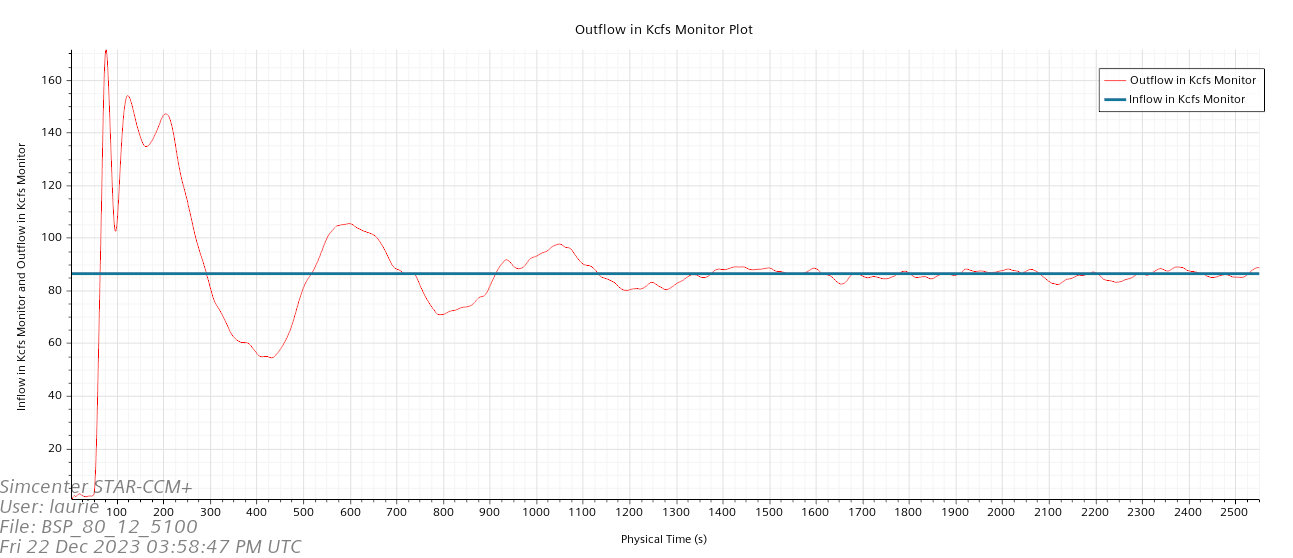 Outflow in Kcfs Monitor Plot
Outflow in Kcfs Monitor
Inflow in Kcfs Monitor
Inflow in Kcfs Monitor and Outflow in Kcfs Monitor
160
140
120
100
80
60
40
20
100 200 300 400 500 600 700 800 900 1000 1100 1200 1300 1400 1500 1600 1700 1800 1900 2000 2100 2200 2300 2400 2500
Physical Time (s)
Simcenter STAR-CCM+
User: laurie
File: BSP_80_12_5100
Fri 22 Dec 2023 03:58:47 PM UTC